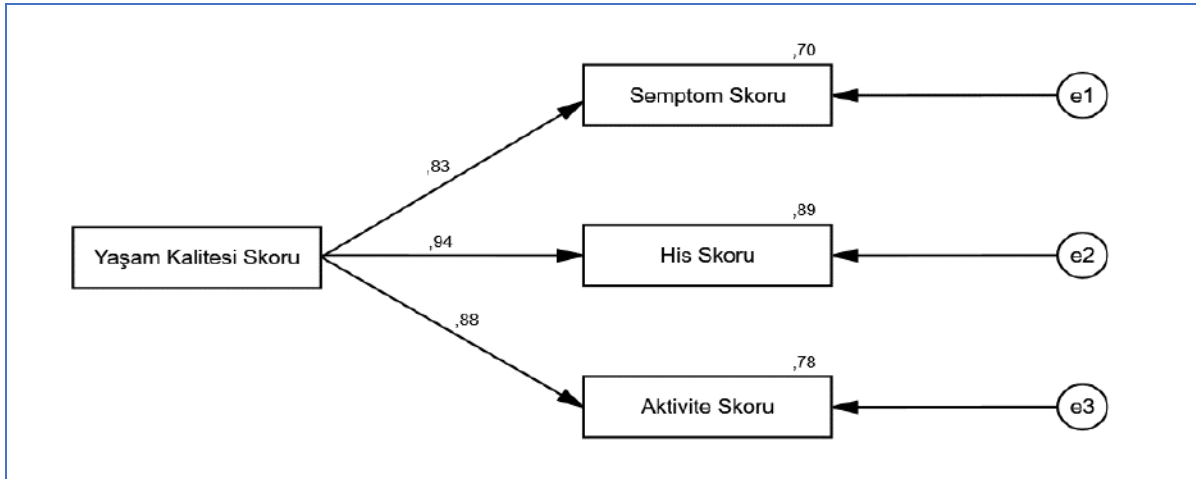 ,70
Semptom Skoru
e1
,83
,89
Yaşam Kalitesi Skoru
,94
His Skoru
e2
,88
,78
Aktivite Skoru
e3